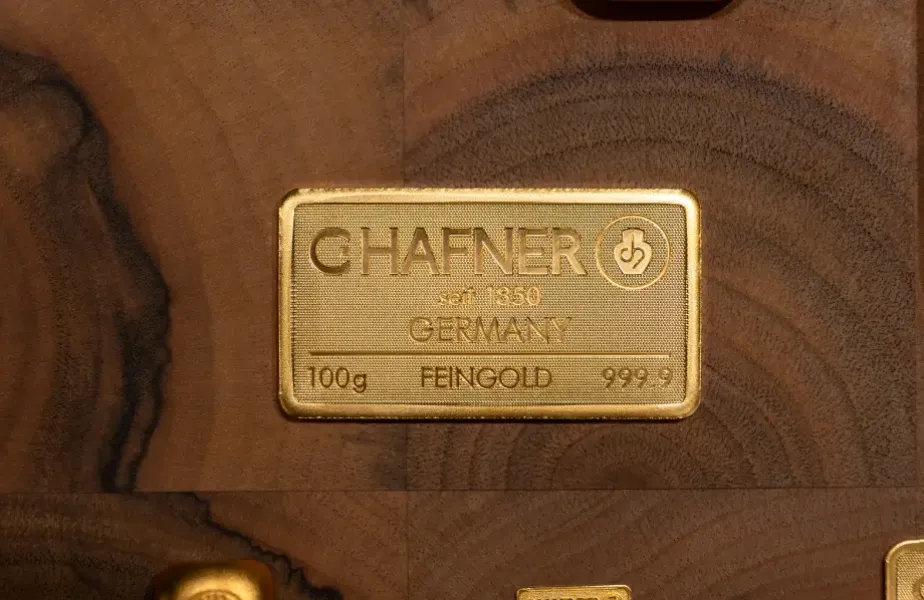 C HAFNER
seit 1850
GERMANY
100g FEINGOLD 999.9